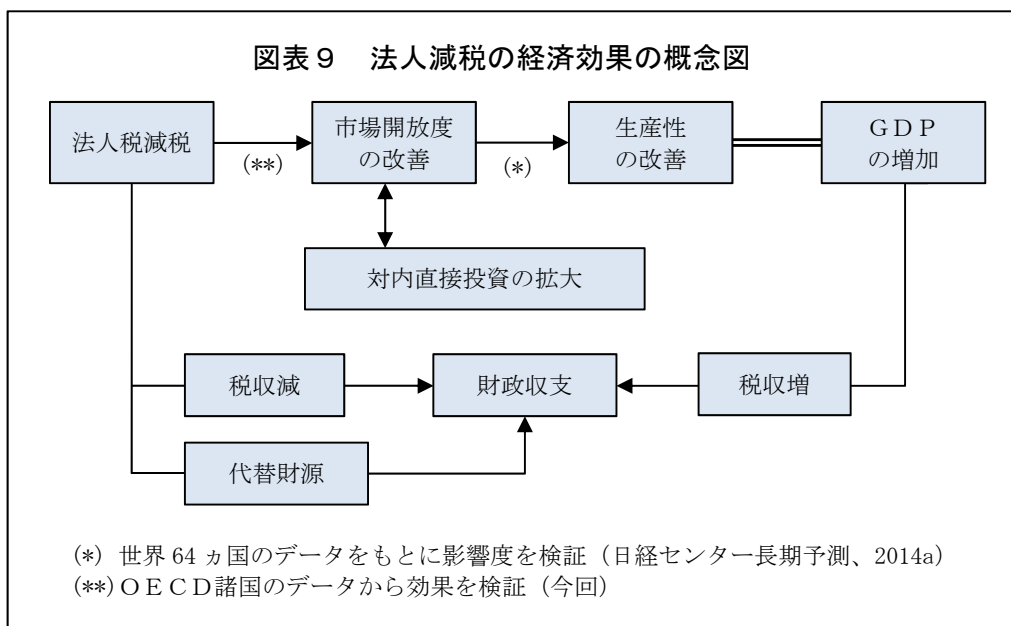 図表９　法人減税の経済効果の概念図
法人税減税
市場開放度
の改善
生産性
の改善
ＧＤＰ
の増加
(**)
(*)
対内直接投資の拡大
税収減
財政収支
税収増
代替財源
(*) 世界 64 ヵ国のデータをもとに影響度を検証（日経センター長期予測、2014a）
(**)ＯＥＣＤ諸国のデータから効果を検証（今回）